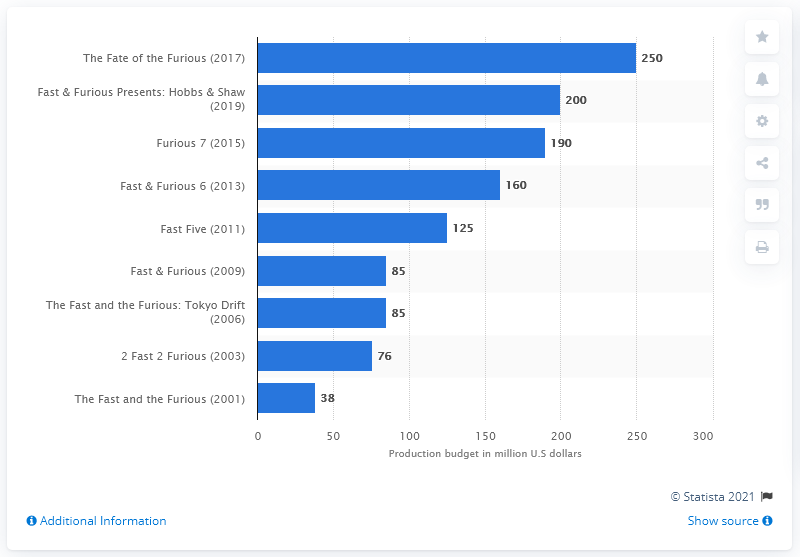 The Fate of the Furious (2017)
250
Fast & Furious Presents: Hobbs & Shaw
(2019)
200
Furious 7 (2015)
190
Fast & Furious 6 (2013)
160
Fast Five (2011)
125
Fast & Furious (2009)
85
The Fast and the Furious: Tokyo Drift
(2006)
85
2 Fast 2 Furious (2003)
76
The Fast and the Furious (2001)
38
0 50 100 150 200 250 300
Production budget in million U.S dollars
© Statista 2021
Additional Information
Show source